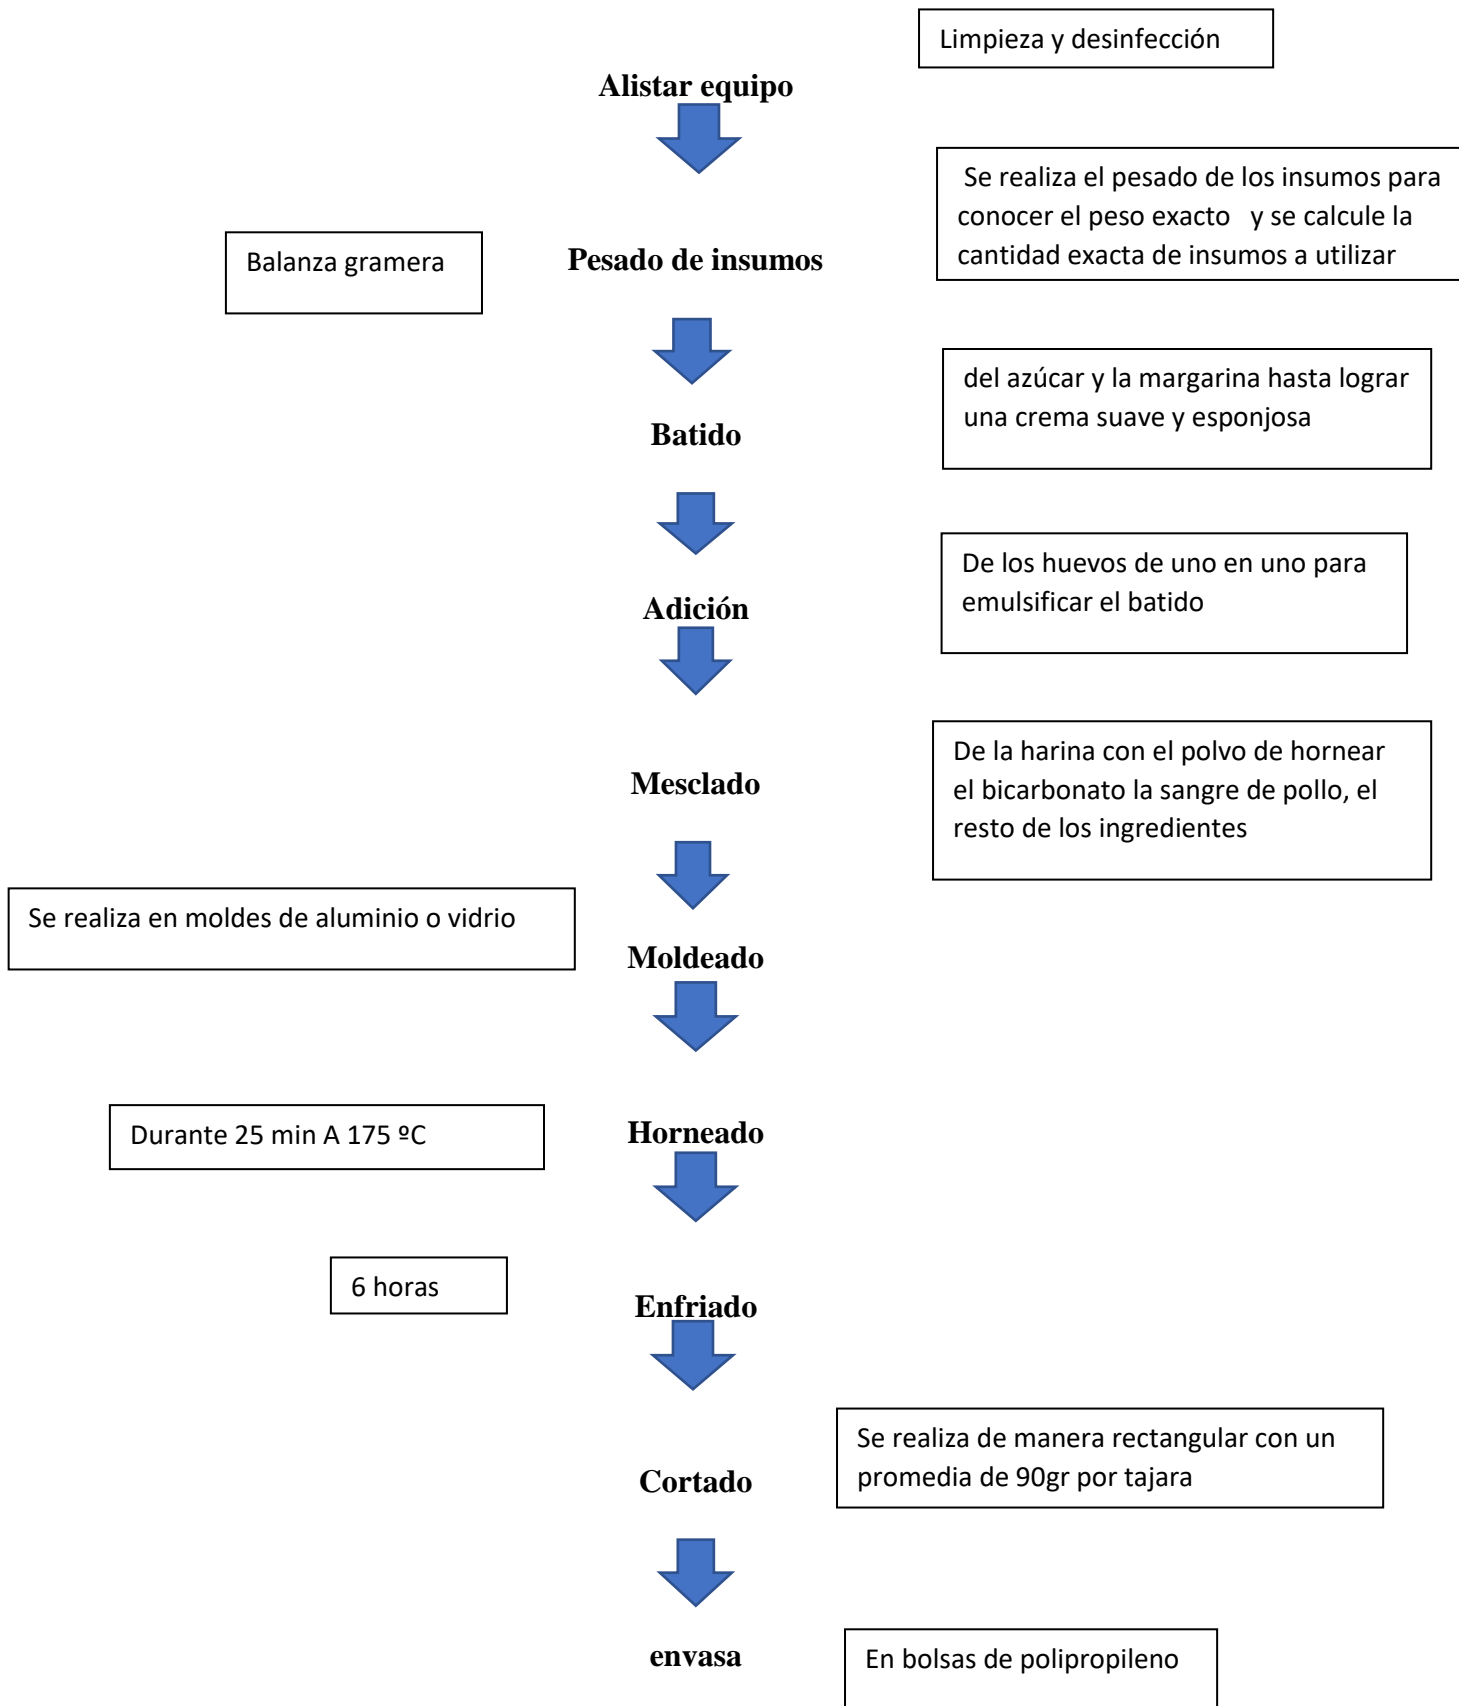 Limpieza y desinfección
Alistar equipo
Se realiza el pesado de los insumos para
conocer el peso exacto   y se calcule la
cantidad exacta de insumos a utilizar
Balanza gramera
Pesado de insumos
del azúcar y la margarina hasta lograr
una crema suave y esponjosa
Batido
De los huevos de uno en uno para
emulsificar el batido
Adición
De la harina con el polvo de hornear
el bicarbonato la sangre de pollo, el
resto de los ingredientes
Mesclado
Se realiza en moldes de aluminio o vidrio
Moldeado
Durante 25 min A 175 ºC
Horneado
6 horas
Enfriado
Se realiza de manera rectangular con un
promedia de 90gr por tajara
Cortado
envasa
En bolsas de polipropileno